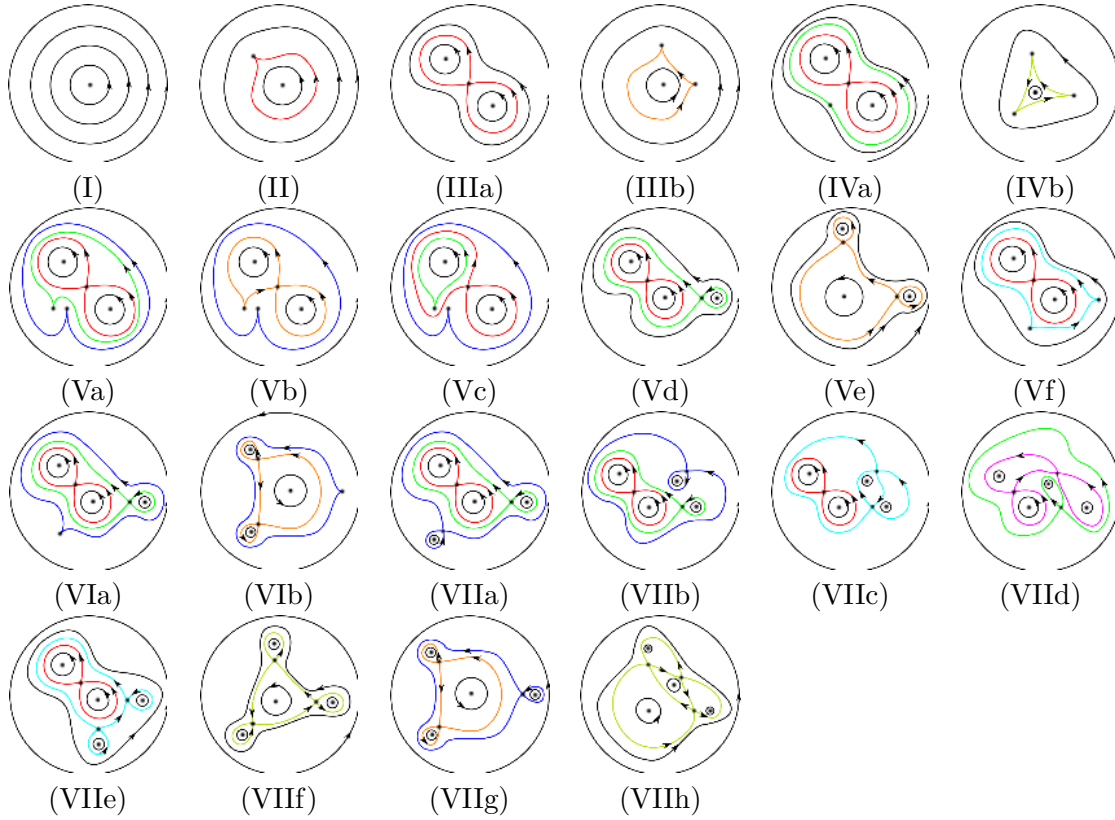 (I) (II) (IIIa) (IIIb) (IVa) (IVb)
(Va) (Vb) (Vc) (Vd) (Ve) (Vf)
(VIa) (VIb) (VIIa) (VIIb) (VIIc) (VIId)
(VIIe) (VIIf) (VIIg) (VIIh)